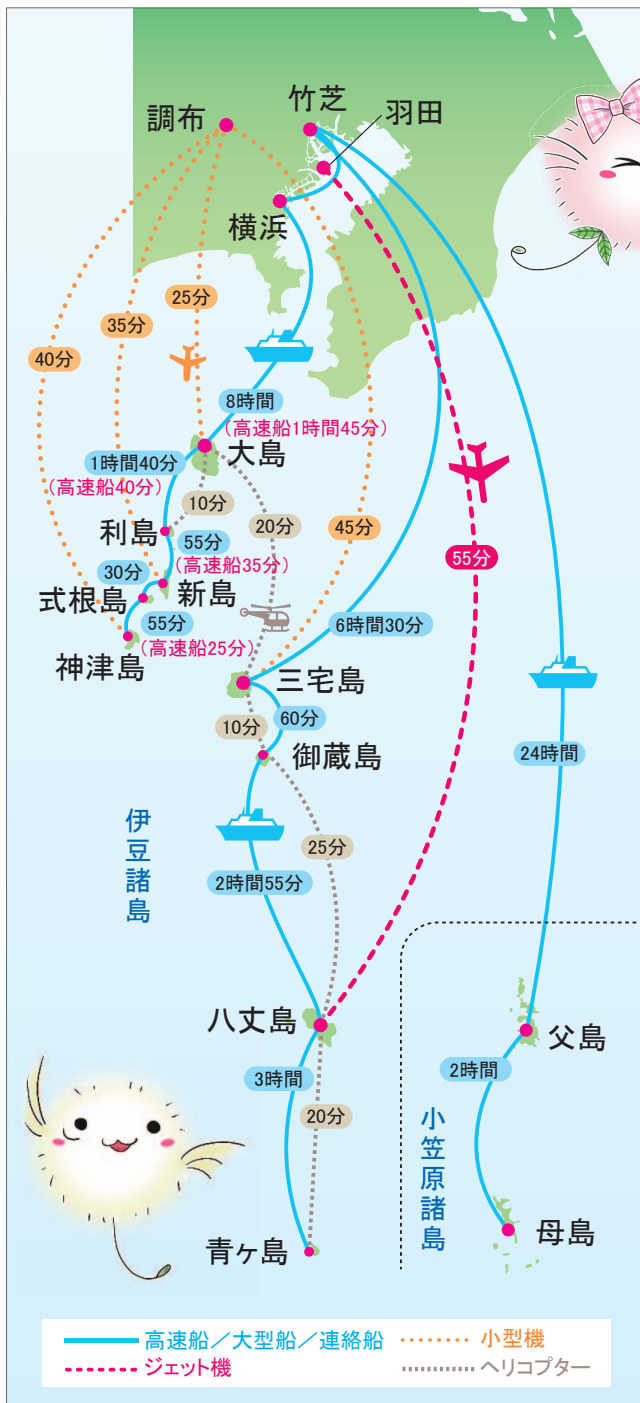 竹芝
羽田
調布
横浜
25分
35分
40分
8時間
(高速船1時間45分)
大島
1時間40分
(高速船40分)
10分
20分
45分
利島
55分
(高速船35分)
55分
30分
新島
式根島
6時間30分
55分
(高速船25分)
神津島
三宅島
60分
10分
24時間
御蔵島
伊豆諸島
25分
2時間55分
八丈島
父島
3時間
2時間
20分
小笠原諸島
母島
青ヶ島
高速船/大型船/連絡船
小型機
ジェット機
ヘリコプター